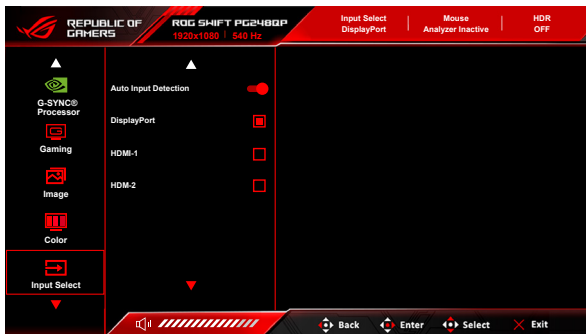 REPUBLIC OF
GAMERS
ROG SWIFT PG248QP
1920x1080 | 540 Hz
Input Select
DisplayPort
Mouse
Analyzer Inactive
HDR
OFF
G-SYNC®
Processor
Gaming
Image
Color
Input Select
Auto Input Detection
DisplayPort
HDMI-1
HDM-2
Back
Enter
Select
Exit